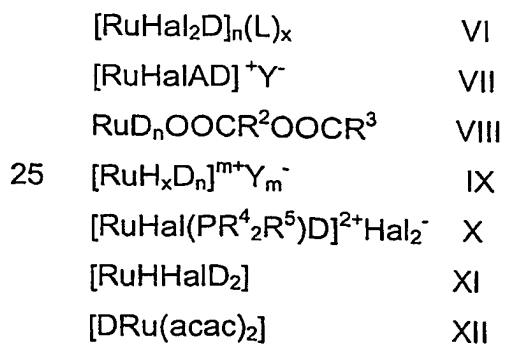 [RuHal₂D]ₙ(L)ₓ VI
[RuHalAD]⁺Y⁻ VII
RuDₙOOCR²OOCR³ VIII
25 [RuHₓDₙ]ᵐ⁺Yₘ⁻ IX
[RuHal(PR⁴₂R⁵)D]²⁺Hal₂⁻ X
[RuHHalD₂] XI
[DRu(acac)₂] XII